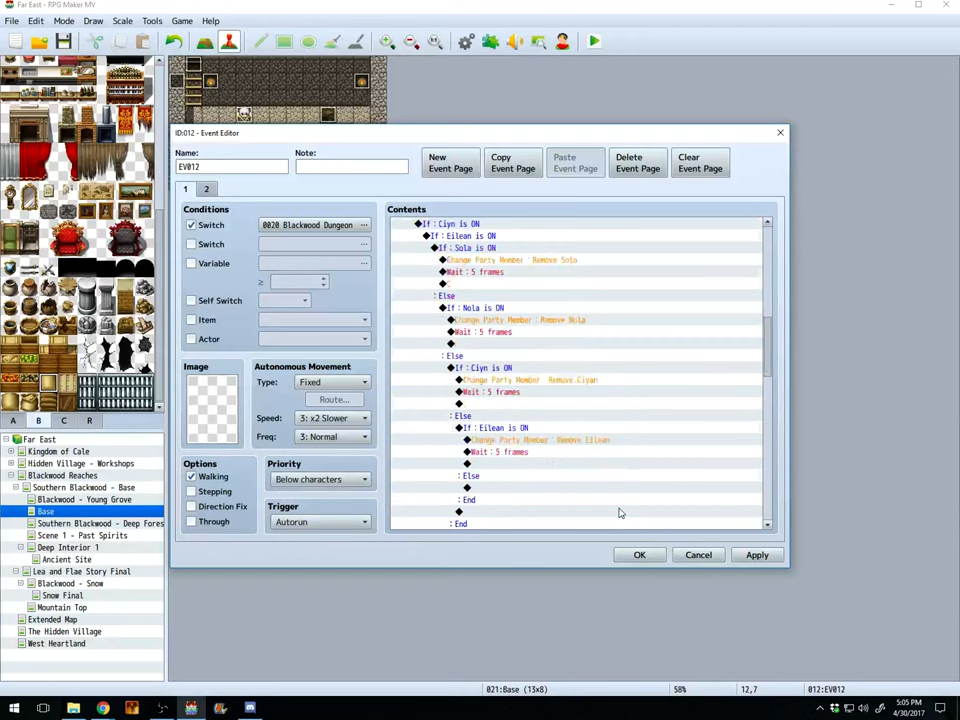 Far East - RPG Maker MV
File Edit Mode Draw Scale Tools Game Help
ID:012 - Event Editor
Name:
Note:
EV012
New Event Page
Copy Event Page
Paste Event Page
Delete Event Page
Clear Event Page
1 2
Conditions
Switch 0020 Blackwood Dungeon ...
Switch ...
Variable ...
≥
Self Switch
Item
Actor
Image
Autonomous Movement
Type: Fixed
Route...
Speed: 3: x2 Slower
Freq: 3: Normal
Options
Walking
Stepping
Direction Fix
Through
Priority
Below characters
Trigger
Autorun
Contents
◆If：Ciyn is ON
◆If：Eilean is ON
◆If：Sola is ON
◆Change Party Member：Remove Sola
◆Wait：5 frames
◆
：Else
◆If：Nola is ON
◆Change Party Member：Remove Nola
◆Wait：5 frames
◆
：Else
◆If：Ciyn is ON
◆Change Party Member：Remove Ciyan
◆Wait：5 frames
◆
：Else
◆If：Eilean is ON
◆Change Party Member：Remove Eilean
◆Wait：5 frames
◆
：Else
◆
：End
◆
：End
OK Cancel Apply
A B C R
Far East
Kingdom of Cale
Hidden Village - Workshops
Blackwood Reaches
Southern Blackwood - Base
Blackwood - Young Grove
Base
Southern Blackwood - Deep Fores
Scene 1 - Past Spirits
Deep Interior 1
Ancient Site
Lea and Flae Story Final
Blackwood - Snow
Snow Final
Mountain Top
Extended Map
The Hidden Village
West Heartland
021:Base (13x8) 58% 12,7 012:EV012
5:05 PM
4/30/2017